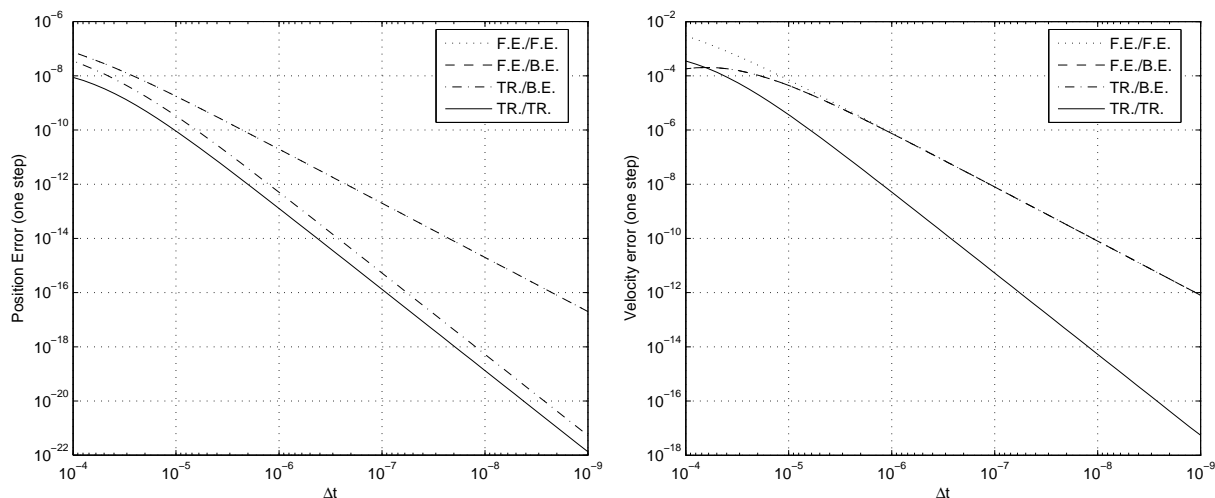 10^−6
10^−8
10^−10
10^−12
10^−14
10^−16
10^−18
10^−20
10^−22
Position Error (one step)
F.E./F.E.
F.E./B.E.
TR./B.E.
TR./TR.
10^−4 10^−5 10^−6 10^−7 10^−8 10^−9
Δt
10^−2
10^−4
10^−6
10^−8
10^−10
10^−12
10^−14
10^−16
10^−18
Velocity error (one step)
F.E./F.E.
F.E./B.E.
TR./B.E.
TR./TR.
10^−4 10^−5 10^−6 10^−7 10^−8 10^−9
Δt